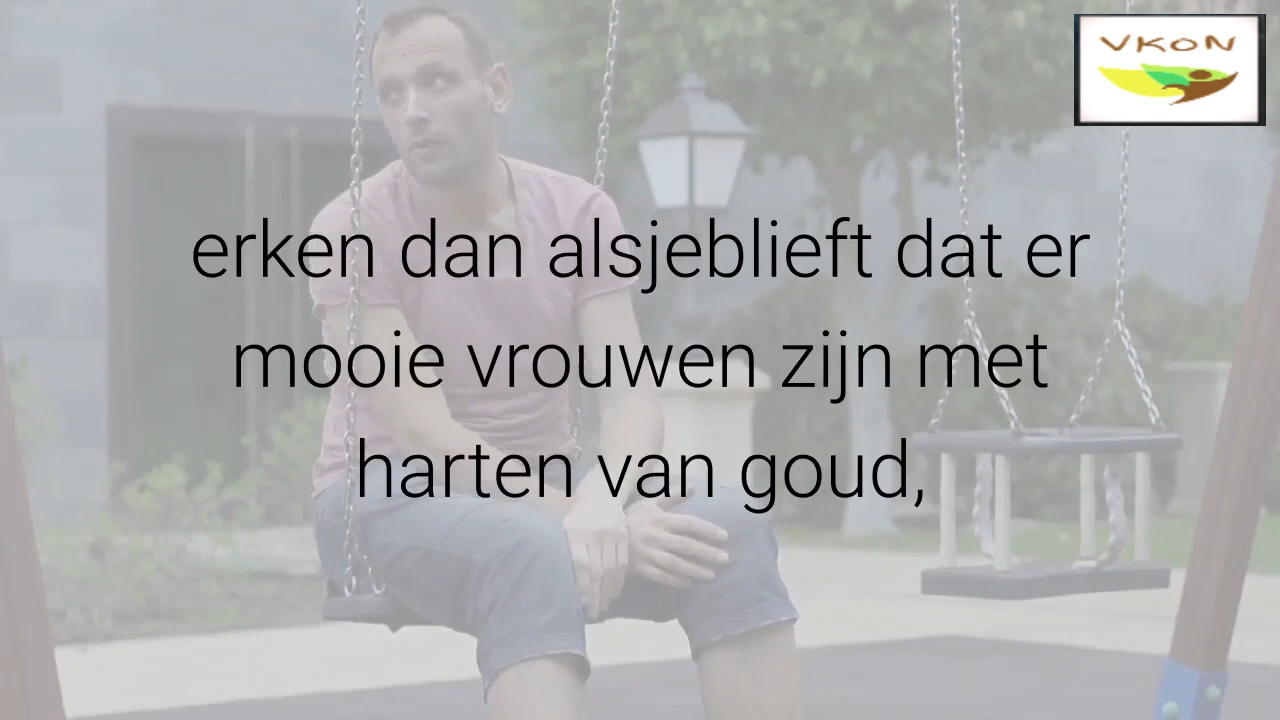 VKON
erken dan alsjeblieft dat er
mooie vrouwen zijn met
harten van goud,